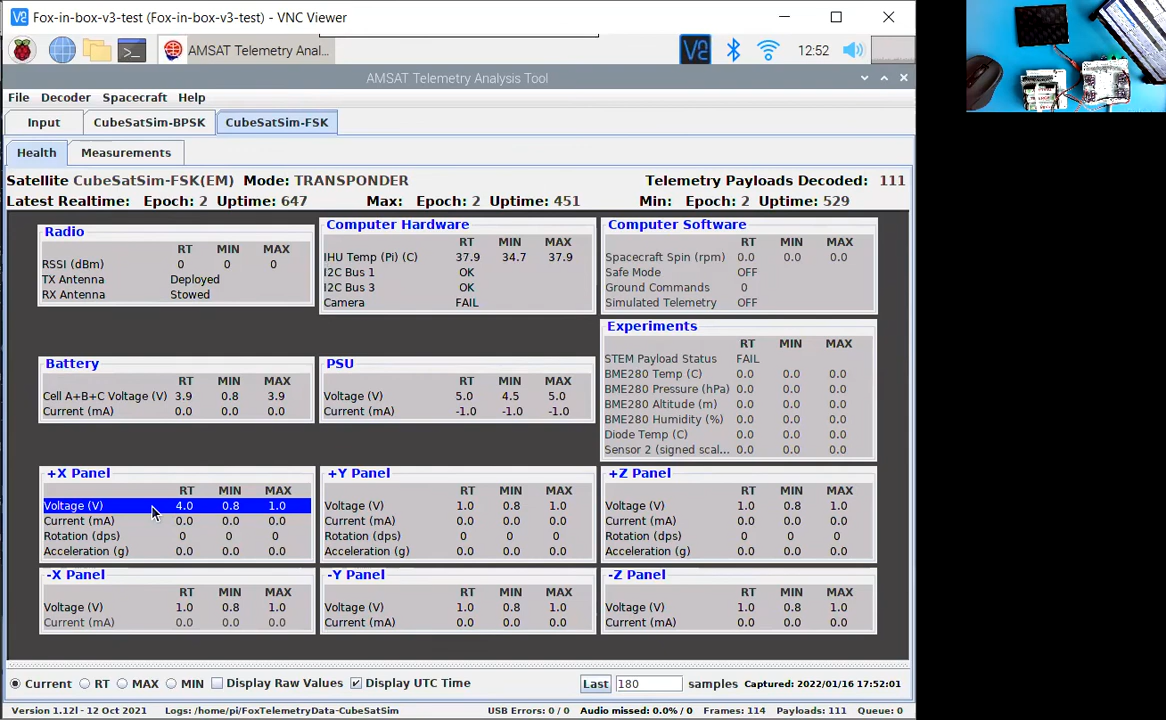 Fox-in-box-v3-test (Fox-in-box-v3-test) - VNC Viewer
AMSAT Telemetry Anal... 12:52
AMSAT Telemetry Analysis Tool
File Decoder Spacecraft Help
Input CubeSatSim-BPSK CubeSatSim-FSK
Health Measurements
Satellite CubeSatSim-FSK(EM) Mode: TRANSPONDER Telemetry Payloads Decoded: 111
Latest Realtime: Epoch: 2 Uptime: 647 Max: Epoch: 2 Uptime: 451 Min: Epoch: 2 Uptime: 529
Radio
RT MIN MAX
RSSI (dBm) 0 0 0
TX Antenna Deployed
RX Antenna Stowed
Computer Hardware
RT MIN MAX
IHU Temp (Pi) (C) 37.9 34.7 37.9
I2C Bus 1 OK
I2C Bus 3 OK
Camera FAIL
Computer Software
RT MIN MAX
Spacecraft Spin (rpm) 0.0 0.0 0.0
Safe Mode OFF
Ground Commands 0
Simulated Telemetry OFF
Battery
RT MIN MAX
Cell A+B+C Voltage (V) 3.9 0.8 3.9
Current (mA) 0.0 0.0 0.0
PSU
RT MIN MAX
Voltage (V) 5.0 4.5 5.0
Current (mA) -1.0 -1.0 -1.0
Experiments
RT MIN MAX
STEM Payload Status FAIL
BME280 Temp (C) 0.0 0.0 0.0
BME280 Pressure (hPa) 0.0 0.0 0.0
BME280 Altitude (m) 0.0 0.0 0.0
BME280 Humidity (%) 0.0 0.0 0.0
Diode Temp (C) 0.0 0.0 0.0
Sensor 2 (signed scal... 0.0 0.0 0.0
+X Panel
RT MIN MAX
Voltage (V) 4.0 0.8 1.0
Current (mA) 0.0 0.0 0.0
Rotation (dps) 0 0 0
Acceleration (g) 0.0 0.0 0.0
+Y Panel
RT MIN MAX
Voltage (V) 1.0 0.8 1.0
Current (mA) 0.0 0.0 0.0
Rotation (dps) 0 0 0
Acceleration (g) 0.0 0.0 0.0
+Z Panel
RT MIN MAX
Voltage (V) 1.0 0.8 1.0
Current (mA) 0.0 0.0 0.0
Rotation (dps) 0 0 0
Acceleration (g) 0.0 0.0 0.0
-X Panel
RT MIN MAX
Voltage (V) 1.0 0.8 1.0
Current (mA) 0.0 0.0 0.0
-Y Panel
RT MIN MAX
Voltage (V) 1.0 0.8 1.0
Current (mA) 0.0 0.0 0.0
-Z Panel
RT MIN MAX
Voltage (V) 1.0 0.8 1.0
Current (mA) 0.0 0.0 0.0
Current RT MAX MIN Display Raw Values Display UTC Time Last 180 samples Captured: 2022/01/16 17:52:01
Version 1.12l - 12 Oct 2021 Logs: /home/pi/FoxTelemetryData-CubeSatSim USB Errors: 0 / 0 Audio missed: 0.0% / 0 Frames: 114 Payloads: 111 Queue: 0